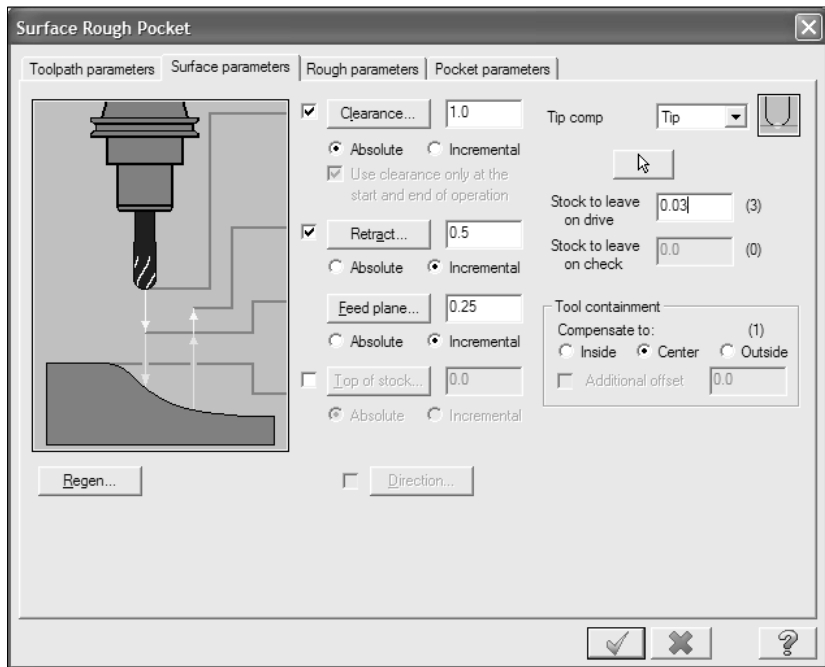 Surface Rough Pocket
Toolpath parameters Surface parameters Rough parameters Pocket parameters
Clearance... 1.0
Absolute Incremental
Use clearance only at the
start and end of operation
Retract... 0.5
Absolute Incremental
Feed plane... 0.25
Absolute Incremental
Top of stock... 0.0
Absolute Incremental
Tip comp Tip
Stock to leave
on drive 0.03 (3)
Stock to leave
on check 0.0 (0)
Tool containment
Compensate to: (1)
Inside Center Outside
Additional offset 0.0
Regen... Direction...